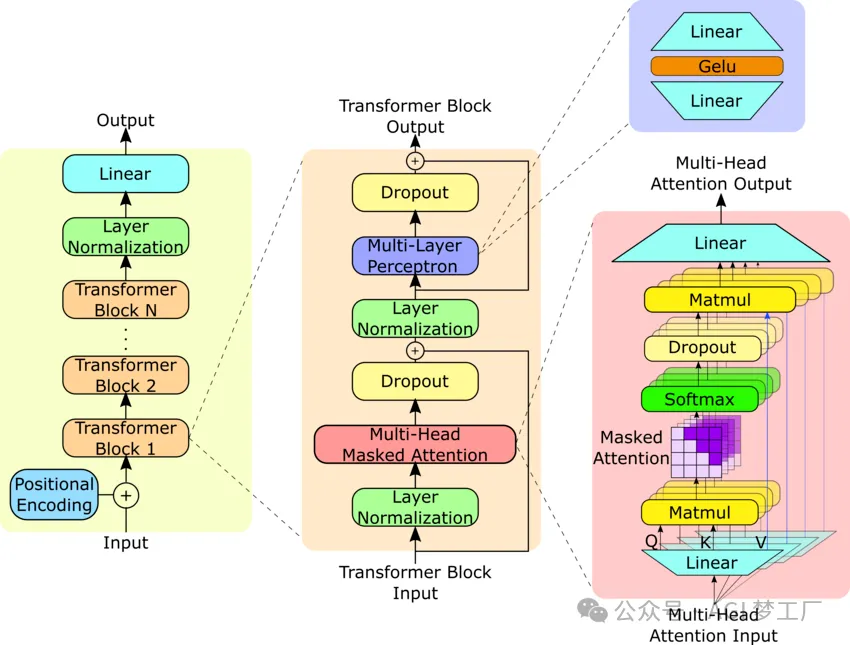 Output
Linear
Layer
Normalization
Transformer
Block N
Transformer
Block 2
Transformer
Block 1
Positional
Encoding
+
Input
Transformer Block
Output
+
Dropout
Multi-Layer
Perceptron
Layer
Normalization
+
Dropout
Multi-Head
Masked Attention
Layer
Normalization
Transformer Block
Input
Linear
Gelu
Linear
Multi-Head
Attention Output
Linear
Matmul
Dropout
Softmax
Masked
Attention
Matmul
Q K V
Linear
Multi-Head
Attention Input
公众号 · AGI梦工厂